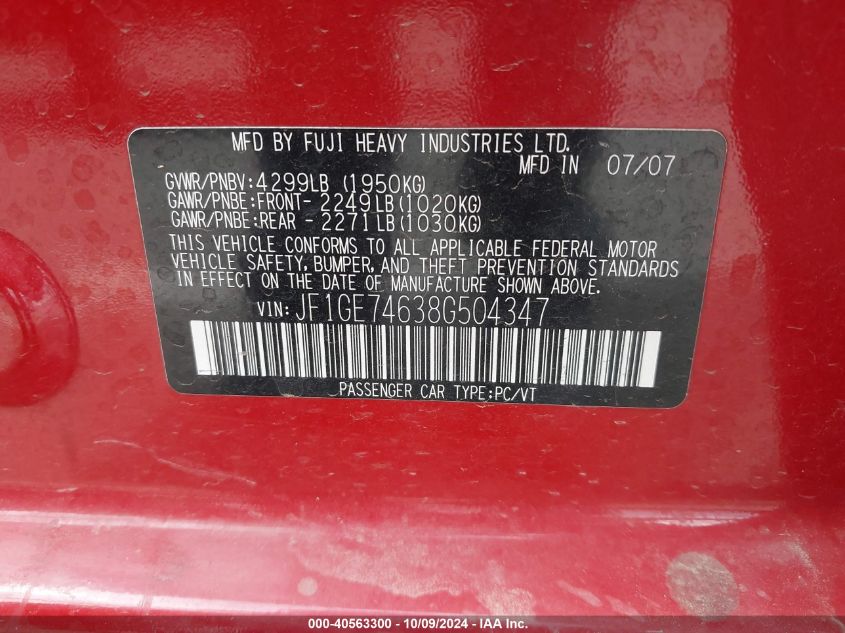 MFD BY FUJI HEAVY INDUSTRIES LTD.
MFD IN 07/07
GVWR/PNBV:4299LB (1950KG)
GAWR/PNBE:FRONT- 2249LB(1020KG)
GAWR/PNBE:REAR - 2271LB(1030KG)
THIS VEHICLE CONFORMS TO ALL APPLICABLE FEDERAL MOTOR
VEHICLE SAFETY, BUMPER, AND THEFT PREVENTION STANDARDS
IN EFFECT ON THE DATE OF MANUFACTURE SHOWN ABOVE.
VIN: JF1GE74638G504347
PASSENGER CAR TYPE:PC/VT
000-40563300 - 10/09/2024 - IAA Inc.